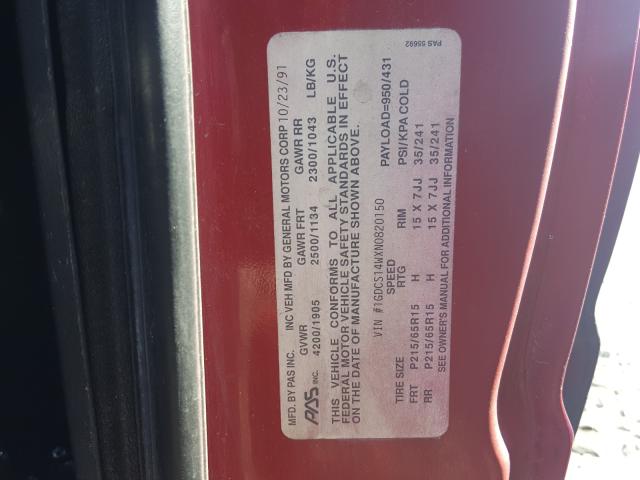 MFD. BY PAS INC. INC VEH MFD BY GENERAL MOTORS CORP 10/23/91
GVWR GAWR FRT GAWR RR LB/KG
4200/1905 2500/1134 2300/1043
PAS INC.
THIS VEHICLE CONFORMS TO ALL APPLICABLE U.S.
FEDERAL MOTOR VEHICLE SAFETY STANDARDS IN EFFECT
ON THE DATE OF MANUFACTURE SHOWN ABOVE.
VIN #1GDCS14WXN0820150 PAYLOAD=950/431
TIRE SIZE SPEED RTG RIM PSI/KPA COLD
FRT P215/65R15 H 15 X 7JJ 35/241
RR P215/65R15 H 15 X 7JJ 35/241
SEE OWNER'S MANUAL FOR ADDITIONAL INFORMATION
PAS 55692